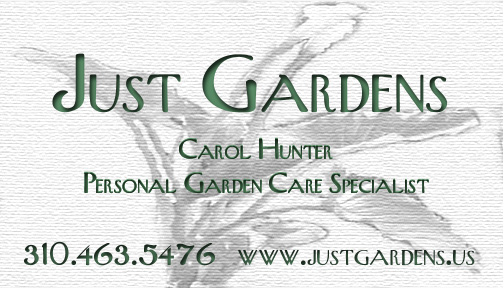 Just Gardens
Carol Hunter
Personal Garden Care Specialist
310.463.5476 www.justgardens.us